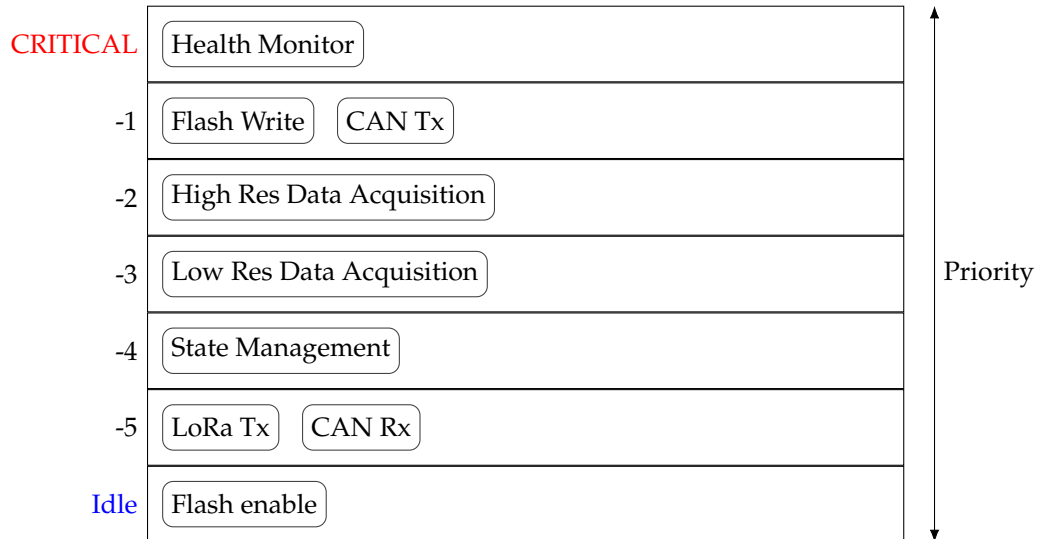 CRITICAL Health Monitor
-1 Flash Write CAN Tx
-2 High Res Data Acquisition
-3 Low Res Data Acquisition Priority
-4 State Management
-5 LoRa Tx CAN Rx
Idle Flash enable